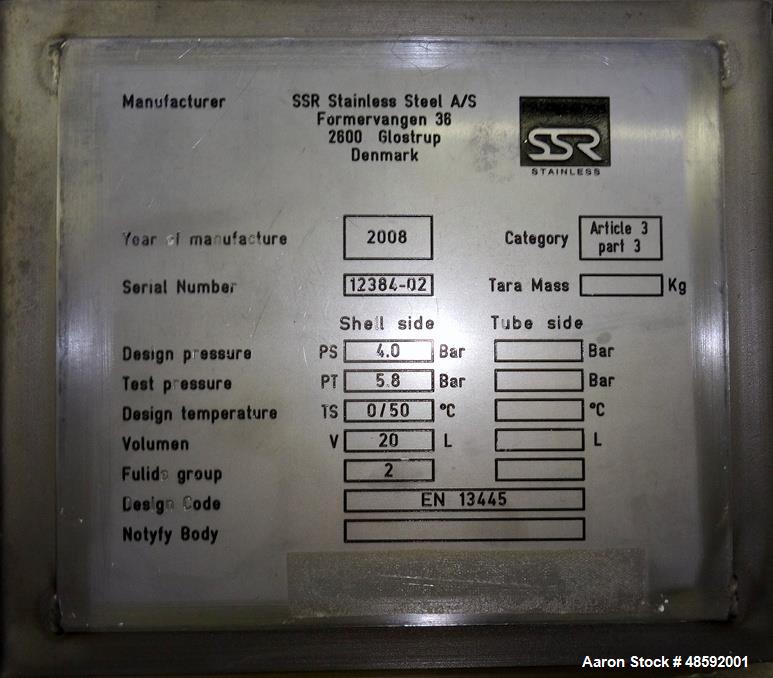 Manufacturer SSR Stainless Steel A/S
Formervangen 36
2600 Glostrup
Denmark
SSR
STAINLESS
Year of manufacture 2008 Category Article 3
part 3
Serial Number 12384-02 Tara Mass Kg
Shell side Tube side
Design pressure PS 4.0 Bar Bar
Test pressure PT 5.8 Bar Bar
Design temperature TS 0/50 °C °C
Volumen V 20 L L
Fulids group 2
Design Code EN 13445
Notyfy Body
Aaron Stock # 48592001